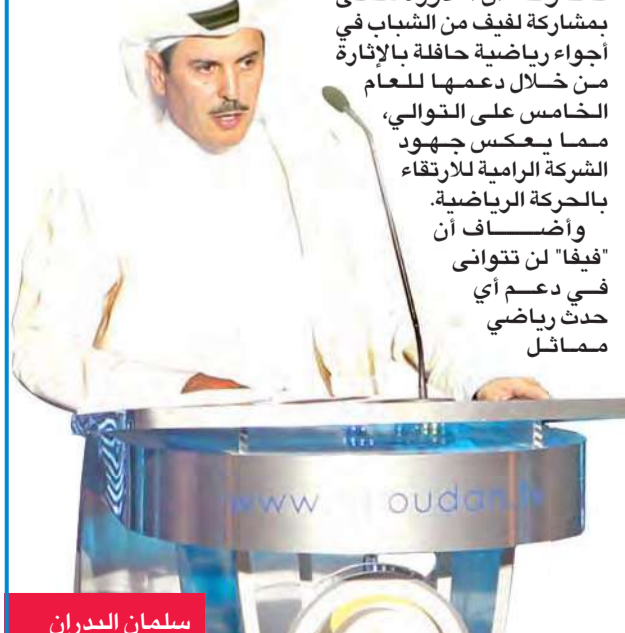 بمشاركة لفيف من الشباب في
أجواء رياضية حافلة بالإثارة
من خلال دعمها للعام
الخامس على التوالي،
مما يعكس جهود
الشركة الرامية للارتقاء
بالحركة الرياضية.
وأضاف أن
"فيفا" لن تتوانى
في دعم أي
حدث رياضي
مماثل
www oudan.tv
سلمان البدران